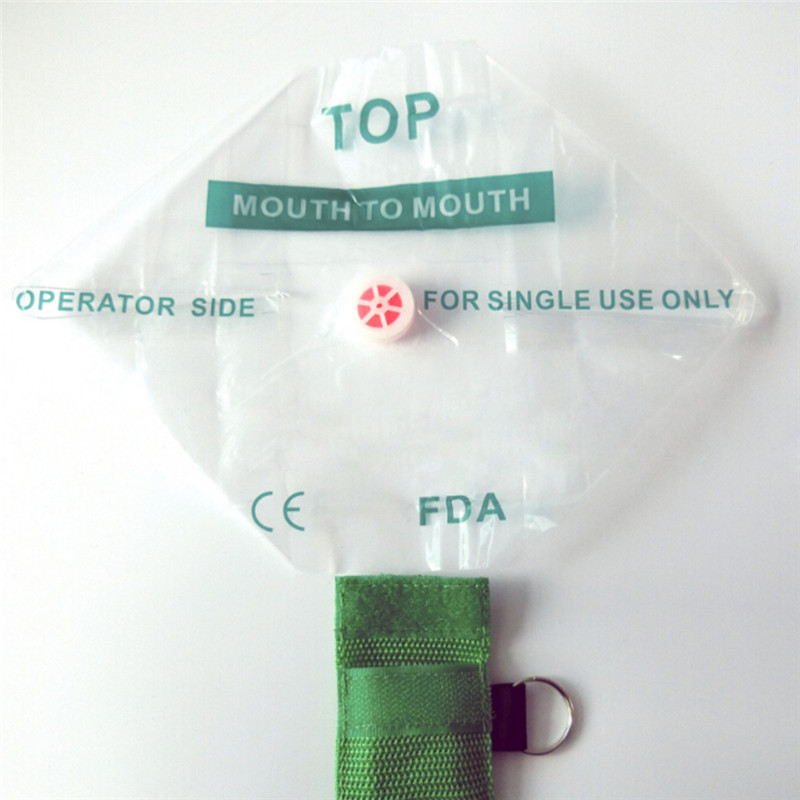 TOP
MOUTH TO MOUTH
OPERATOR SIDE
FOR SINGLE USE ONLY
CE
FDA